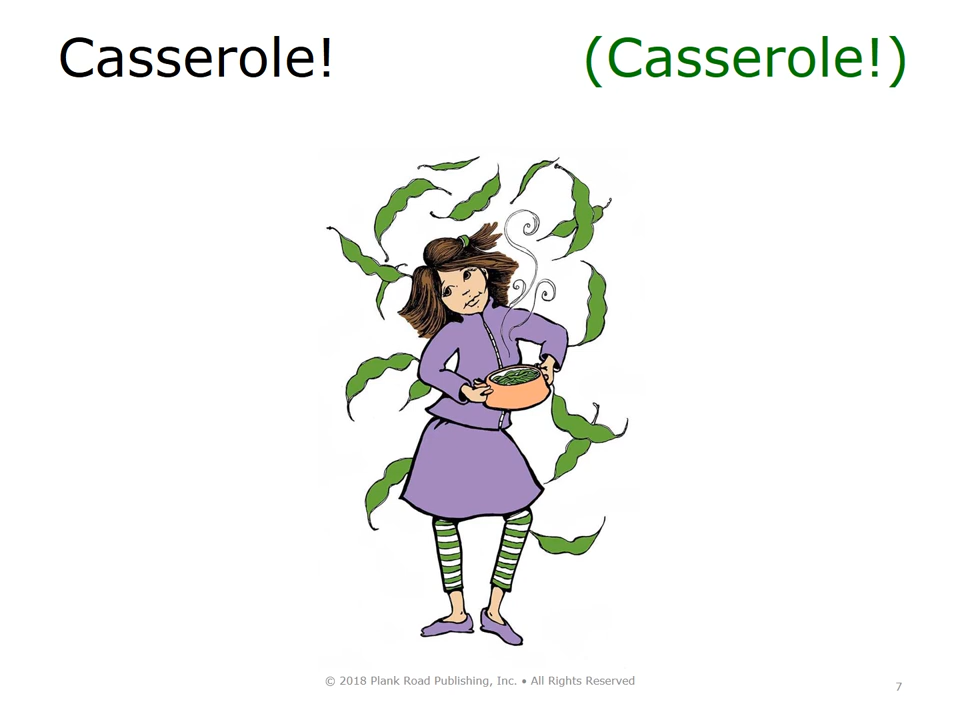 Casserole! (Casserole!)
© 2018 Plank Road Publishing, Inc. • All Rights Reserved
7